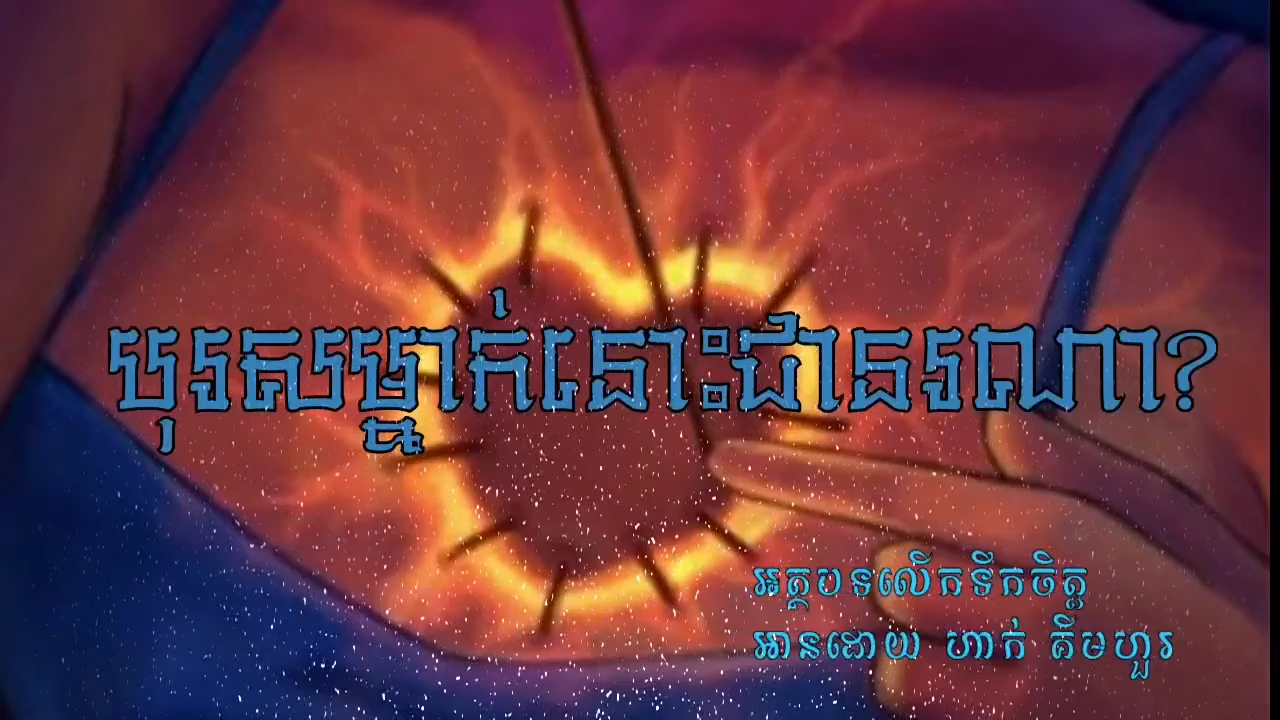 បុរសម្នាក់នោះជានរណា?
អត្ថបទលើកទឹកចិត្ត
អានដោយ ហាក់ គីមហួរ